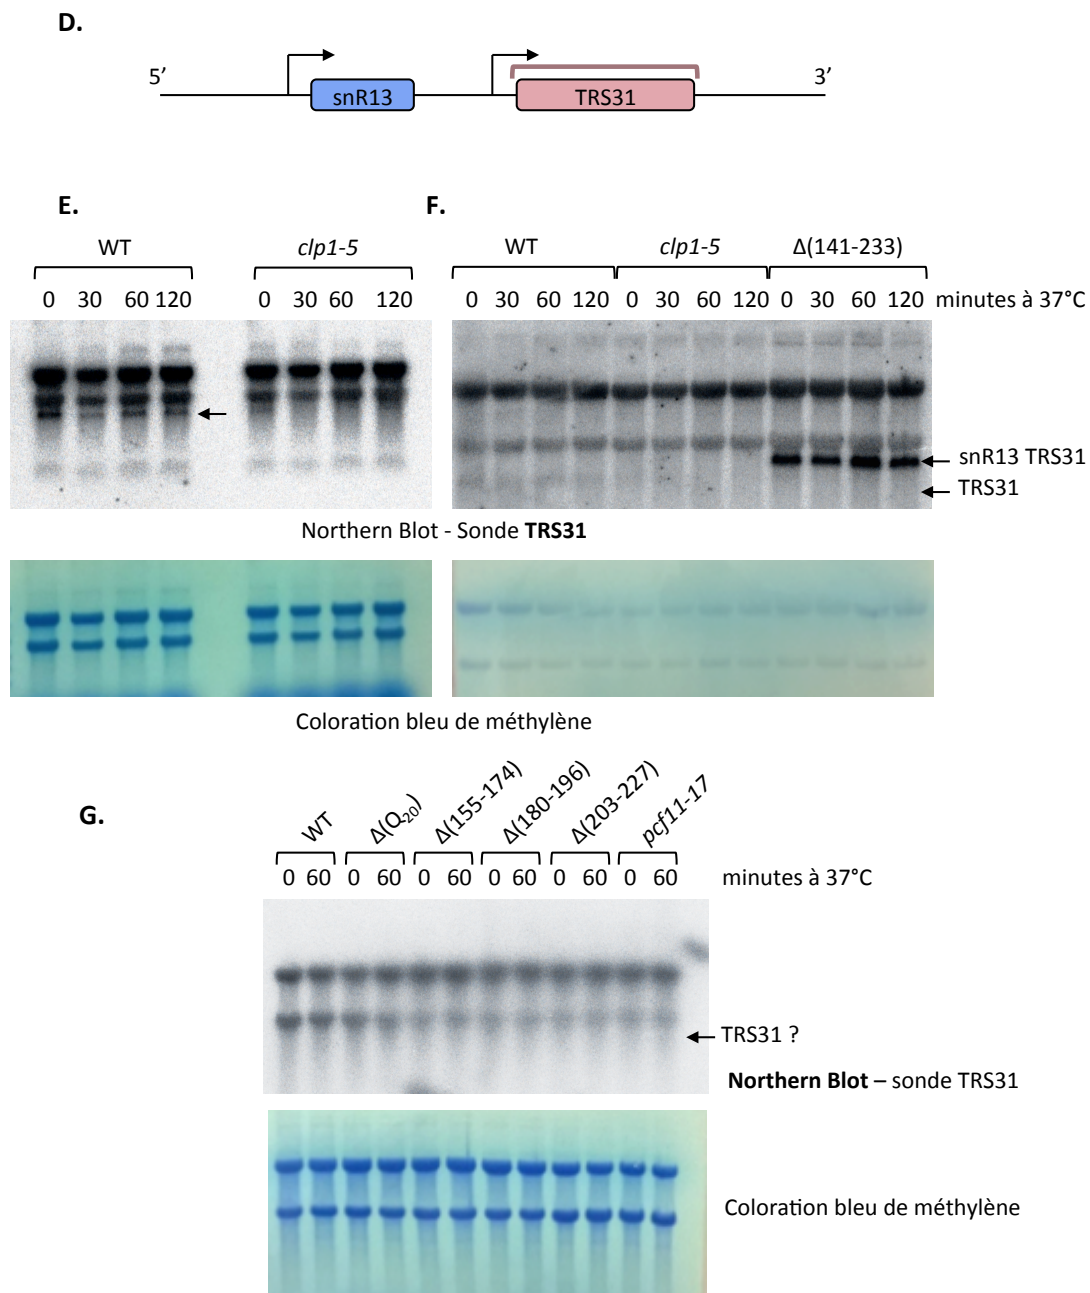 D.
5’ 3’
snR13 TRS31
E. F.
WT clp1-5 WT clp1-5 Δ(141-233)
0 30 60 120 0 30 60 120 0 30 60 120 0 30 60 120 0 30 60 120 minutes à 37°C
snR13 TRS31
TRS31
Northern Blot - Sonde TRS31
Coloration bleu de méthylène
G.
WT Δ(Q20) Δ(155-174) Δ(180-196) Δ(203-227) pcf11-17
0 60 0 60 0 60 0 60 0 60 0 60 minutes à 37°C
TRS31 ?
Northern Blot – sonde TRS31
Coloration bleu de méthylène